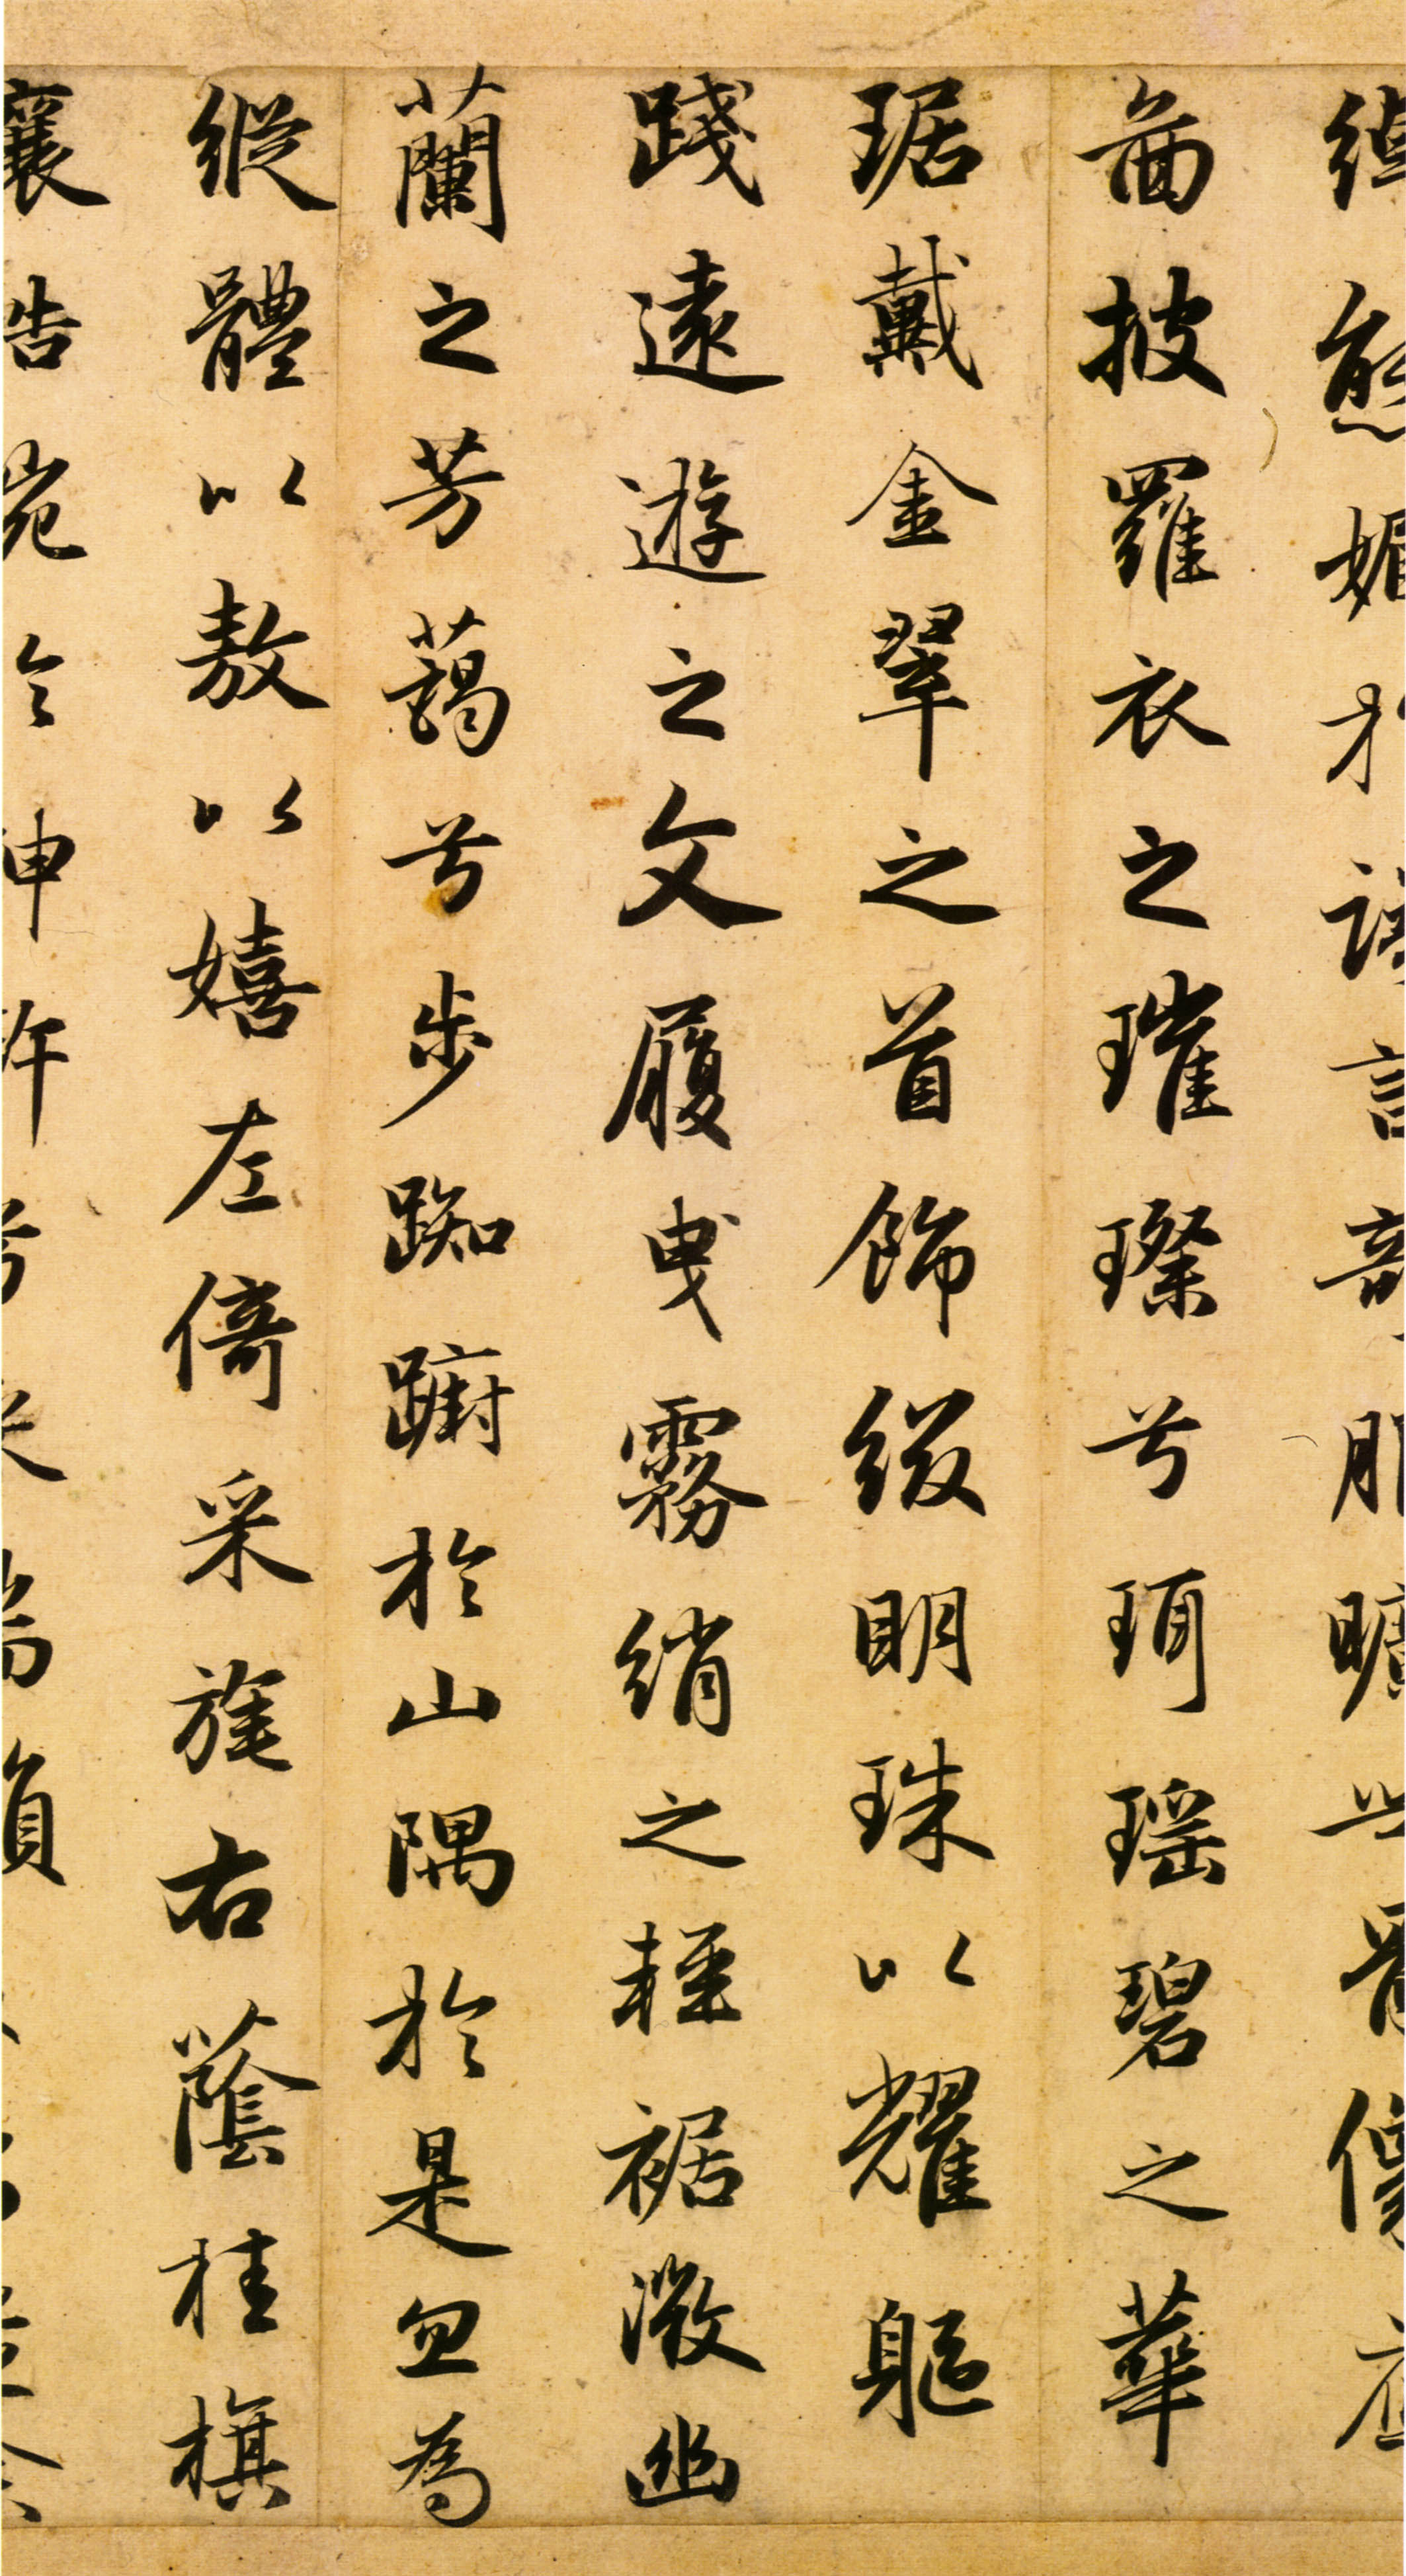 綽態媚於語言奇服曠世骨像應
啚披羅衣之璀璨兮珥瑤碧之華
琚戴金翠之首飾綴明珠以耀軀
踐遠遊之文履曳霧綃之輕裾微幽
蘭之芳藹兮步踟躕於山隅於是忽焉
縱體以敖以嬉左倚采旄右蔭桂旗
攘皓腕於神滸兮采湍瀨